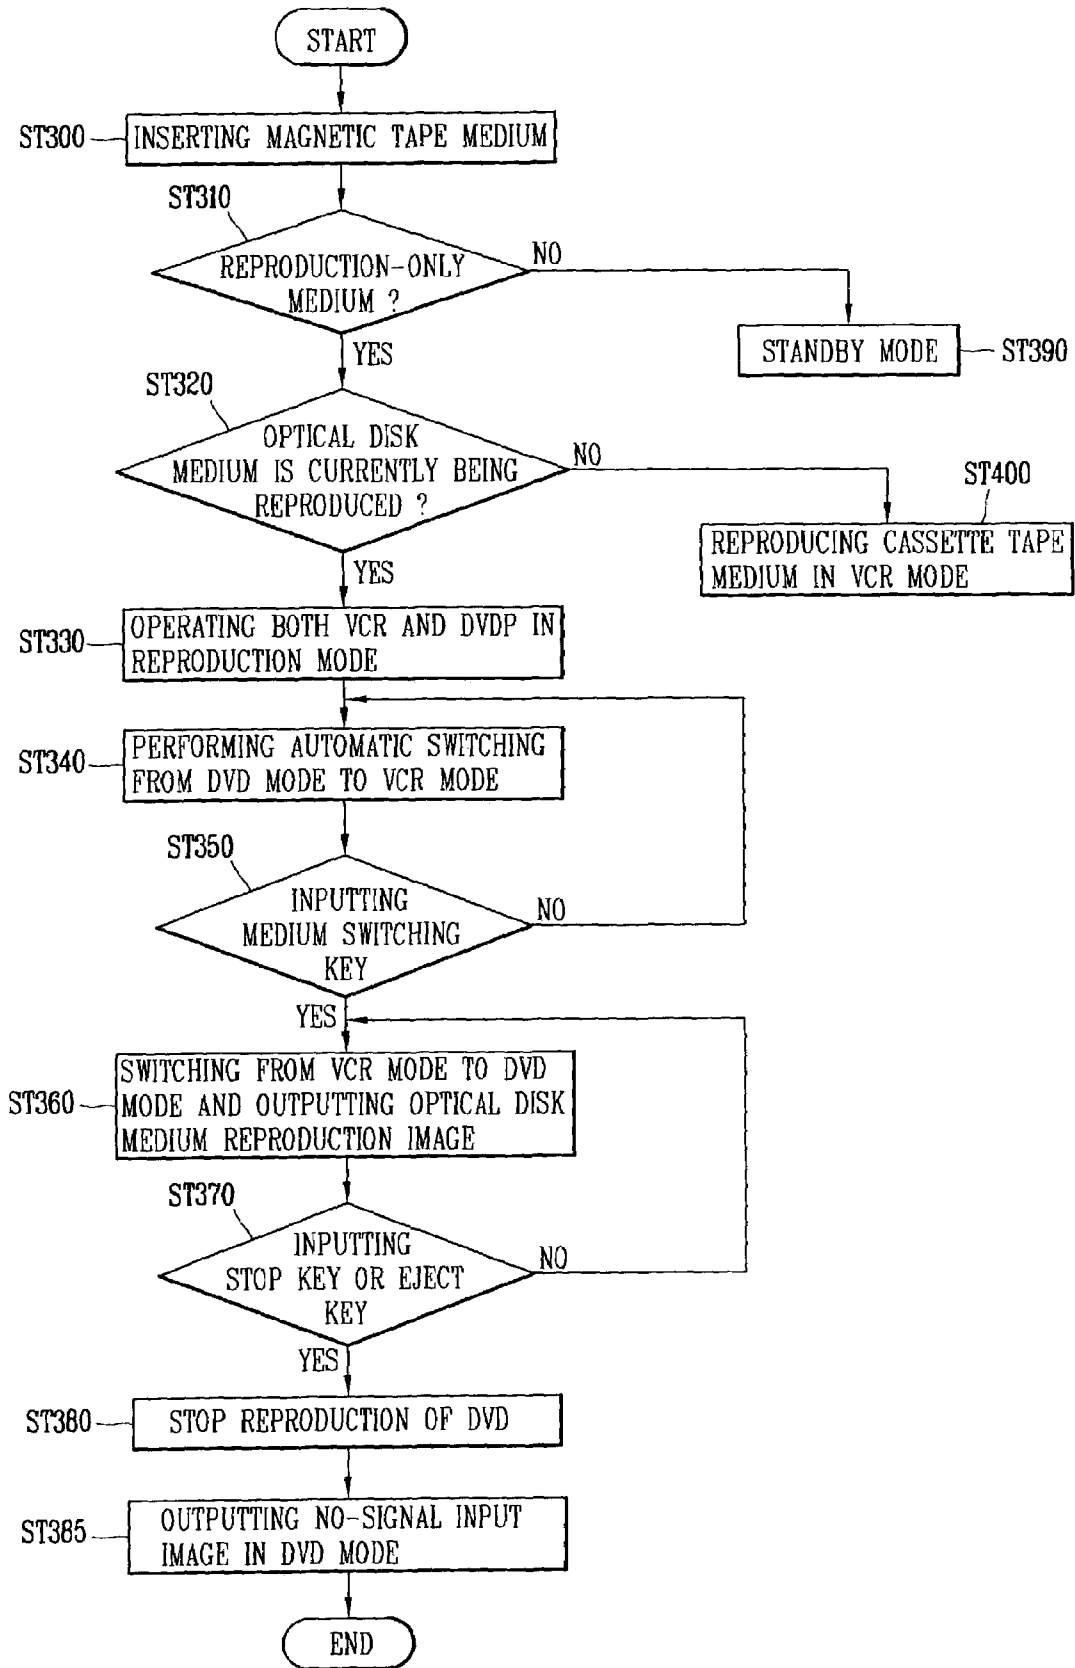 START
ST300
INSERTING MAGNETIC TAPE MEDIUM
ST310
REPRODUCTION-ONLY
MEDIUM ?
NO
YES
STANDBY MODE
ST390
ST320
OPTICAL DISK
MEDIUM IS CURRENTLY BEING
REPRODUCED ?
NO
YES
ST400
REPRODUCING CASSETTE TAPE
MEDIUM IN VCR MODE
ST330
OPERATING BOTH VCR AND DVDP IN
REPRODUCTION MODE
ST340
PERFORMING AUTOMATIC SWITCHING
FROM DVD MODE TO VCR MODE
ST350
INPUTTING
MEDIUM SWITCHING
KEY
NO
YES
ST360
SWITCHING FROM VCR MODE TO DVD
MODE AND OUTPUTTING OPTICAL DISK
MEDIUM REPRODUCTION IMAGE
ST370
INPUTTING
STOP KEY OR EJECT
KEY
NO
YES
ST380
STOP REPRODUCTION OF DVD
ST385
OUTPUTTING NO-SIGNAL INPUT
IMAGE IN DVD MODE
END